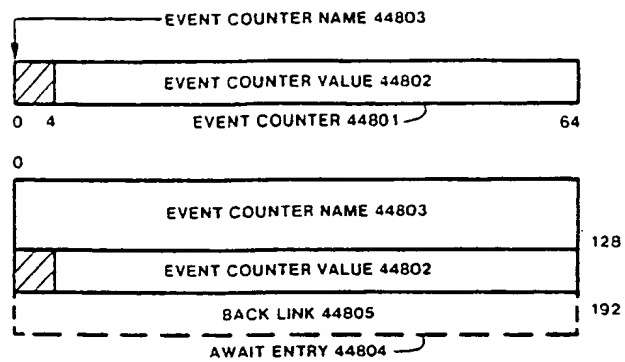 EVENT COUNTER NAME 44803
EVENT COUNTER VALUE 44802
0 4 EVENT COUNTER 44801 64
0
EVENT COUNTER NAME 44803
128
EVENT COUNTER VALUE 44802
BACK LINK 44805 192
AWAIT ENTRY 44804